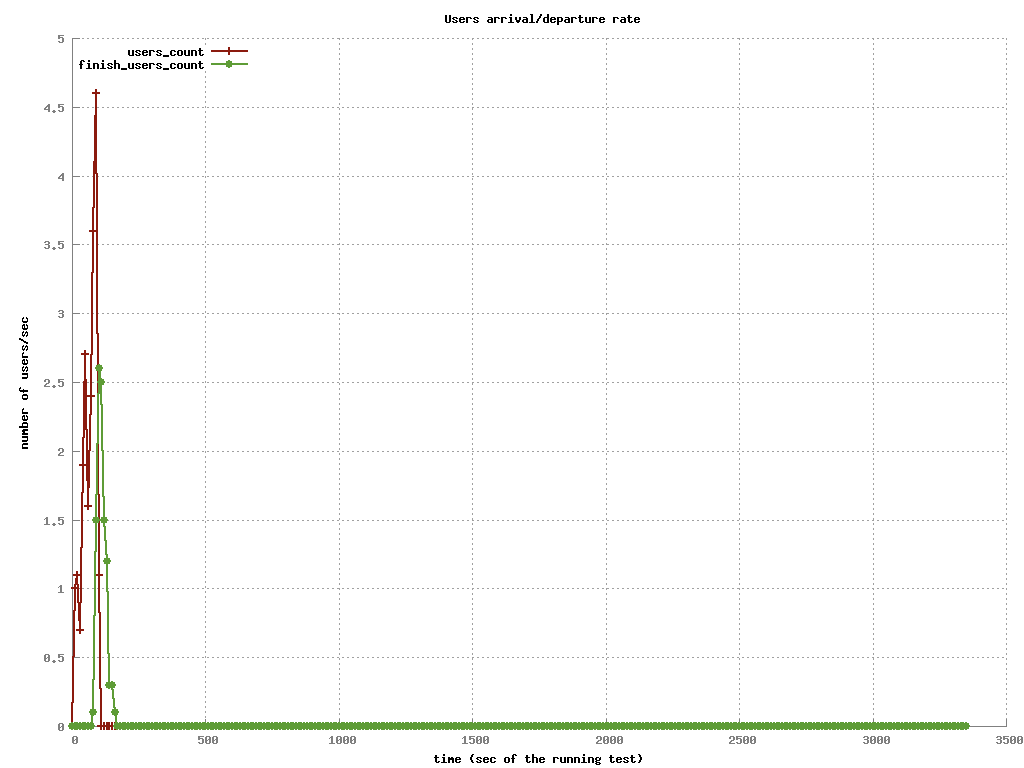 Users arrival/departure rate
5
users_count
finish_users_count
4.5
4
3.5
3
number of users/sec
2.5
2
1.5
1
0.5
0
0 500 1000 1500 2000 2500 3000 3500
time (sec of the running test)